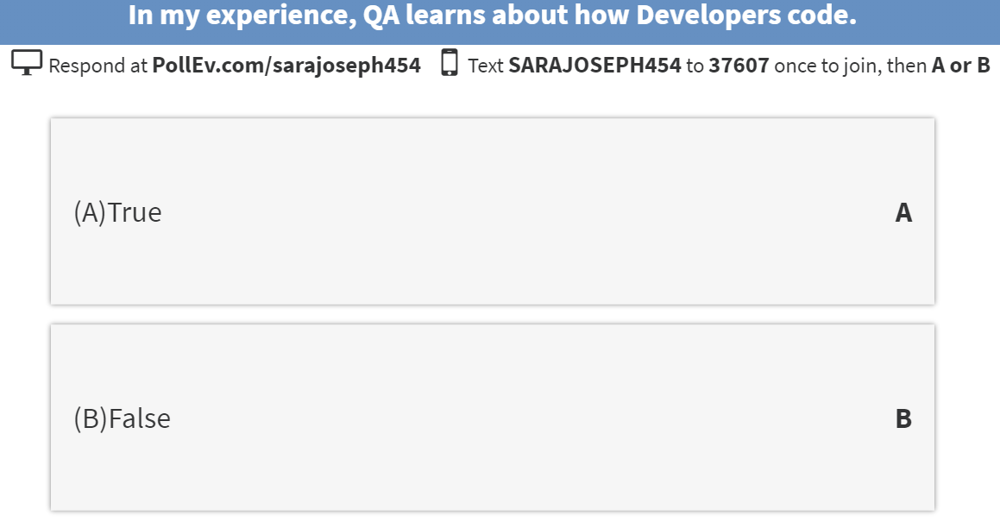 In my experience, QA learns about how Developers code.
Respond at PollEv.com/sarajoseph454 Text SARAJOSEPH454 to 37607 once to join, then A or B
(A)True A
(B)False B